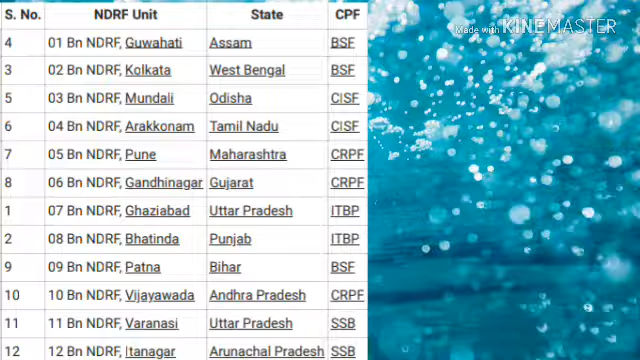 S. No. NDRF Unit State CPF
4 01 Bn NDRF, Guwahati Assam BSF
3 02 Bn NDRF, Kolkata West Bengal BSF
5 03 Bn NDRF, Mundali Odisha CISF
6 04 Bn NDRF, Arakkonam Tamil Nadu CISF
7 05 Bn NDRF, Pune Maharashtra CRPF
8 06 Bn NDRF, Gandhinagar Gujarat CRPF
1 07 Bn NDRF, Ghaziabad Uttar Pradesh ITBP
2 08 Bn NDRF, Bhatinda Punjab ITBP
9 09 Bn NDRF, Patna Bihar BSF
10 10 Bn NDRF, Vijayawada Andhra Pradesh CRPF
11 11 Bn NDRF, Varanasi Uttar Pradesh SSB
12 12 Bn NDRF, Itanagar Arunachal Pradesh SSB
Made with KINEMASTER